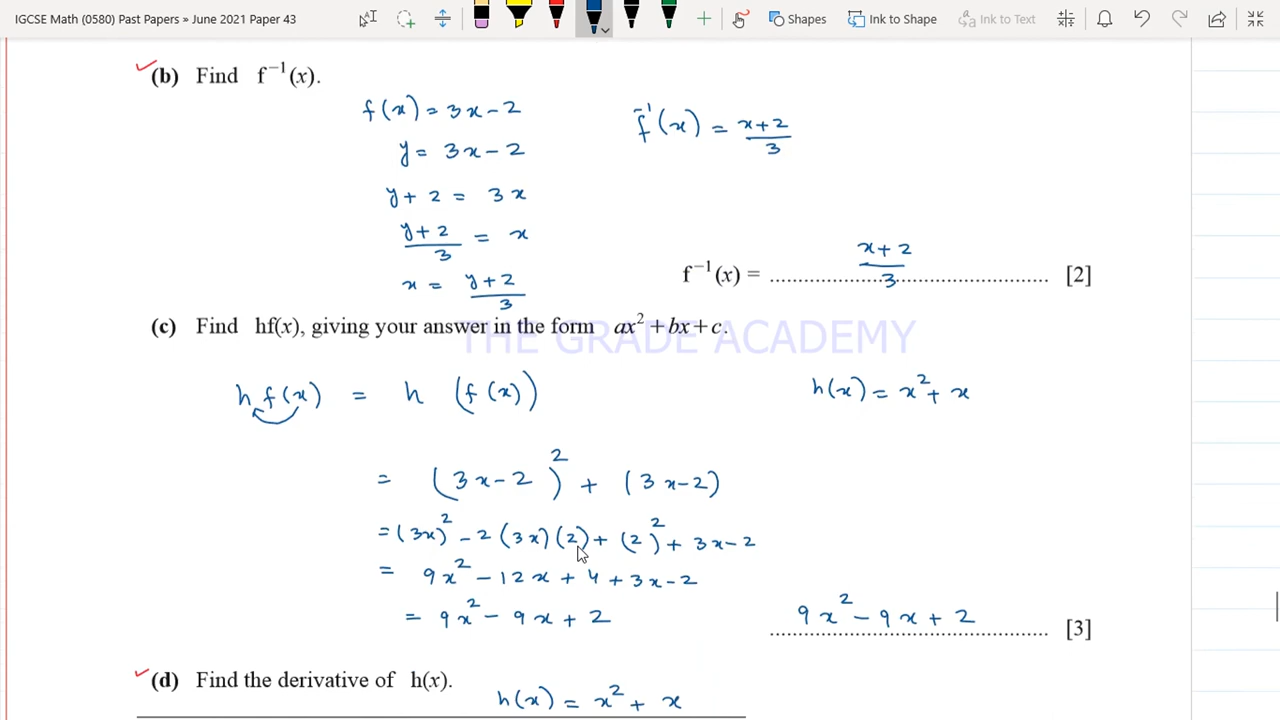 IGCSE Math (0580) Past Papers » June 2021 Paper 43
Shapes
Ink to Shape
Ink to Text
(b) Find f⁻¹(x).
f(x) = 3x - 2
y = 3x - 2
y + 2 = 3x
y+2/3 = x
x = y+2/3
f⁻¹(x) = x+2/3
f⁻¹(x) = x+2/3 [2]
(c) Find hf(x), giving your answer in the form ax² + bx + c.
THE GRADE ACADEMY
h f(x) = h (f(x))
h(x) = x² + x
= (3x-2)² + (3x-2)
= (3x)² - 2(3x)(2) + (2)² + 3x - 2
= 9x² - 12x + 4 + 3x - 2
= 9x² - 9x + 2
9x² - 9x + 2 [3]
(d) Find the derivative of h(x).
h(x) = x² + x